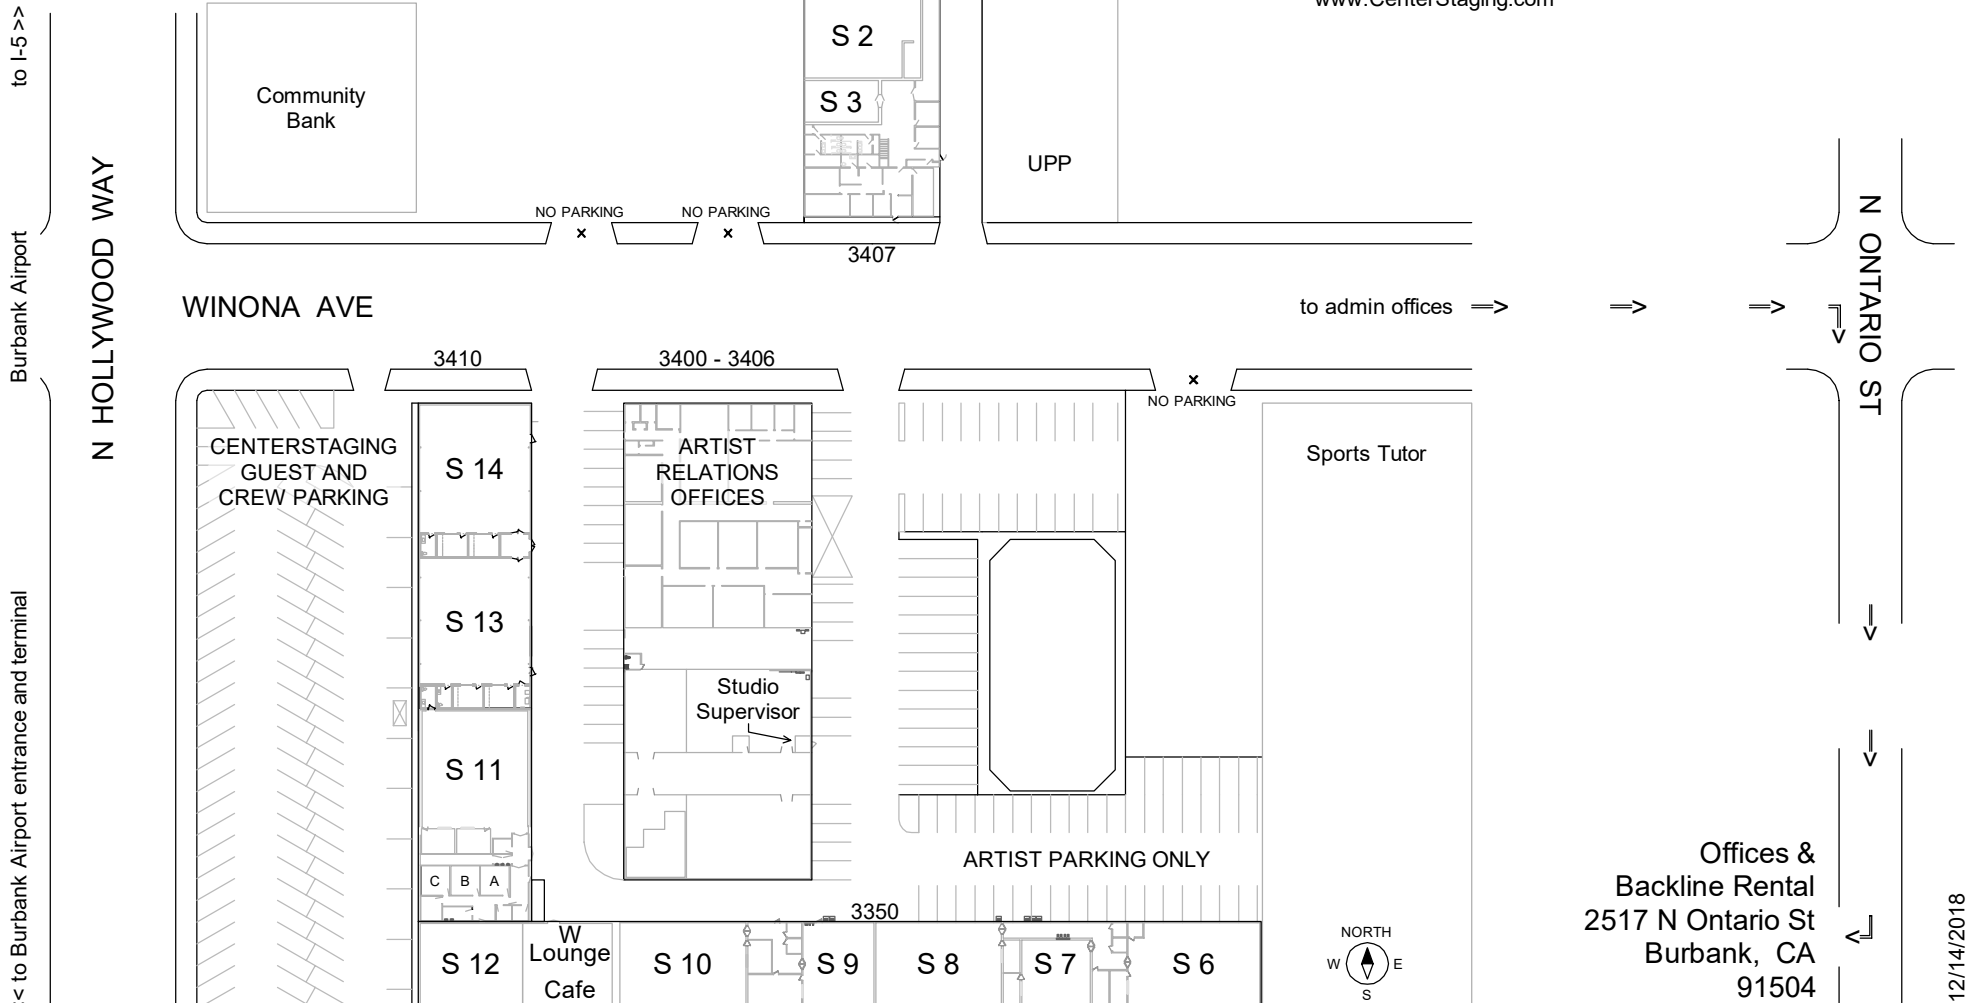 www.CenterStaging.com
to I-5 >>
S 2
Community
Bank
S 3
UPP
N HOLLYWOOD WAY
Burbank Airport
NO PARKING
NO PARKING
3407
N ONTARIO ST
WINONA AVE
to admin offices
3410
3400 - 3406
NO PARKING
CENTERSTAGING
GUEST AND
CREW PARKING
S 14
ARTIST
RELATIONS
OFFICES
Sports Tutor
S 13
Studio
Supervisor
S 11
<< to Burbank Airport entrance and terminal
C
B
A
ARTIST PARKING ONLY
3350
S 12
W
Lounge
Cafe
S 10
S 9
S 8
S 7
S 6
NORTH
W
E
S
Offices &
Backline Rental
2517 N Ontario St
Burbank, CA
91504
12/14/2018